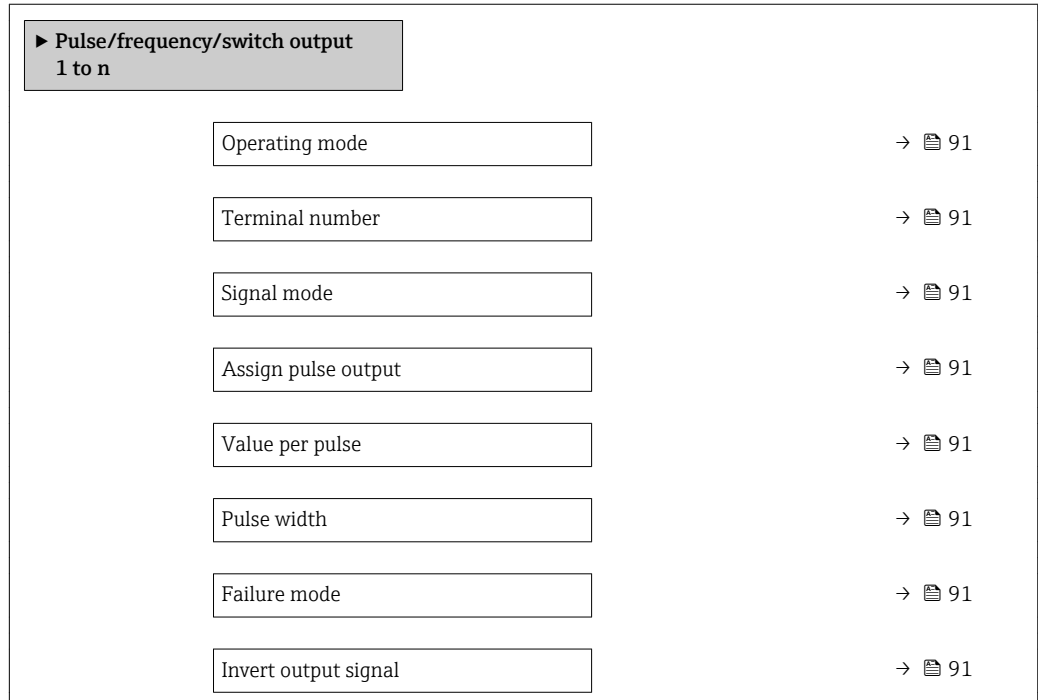 ▶ Pulse/frequency/switch output
1 to n
Operating mode → 91
Terminal number → 91
Signal mode → 91
Assign pulse output → 91
Value per pulse → 91
Pulse width → 91
Failure mode → 91
Invert output signal → 91